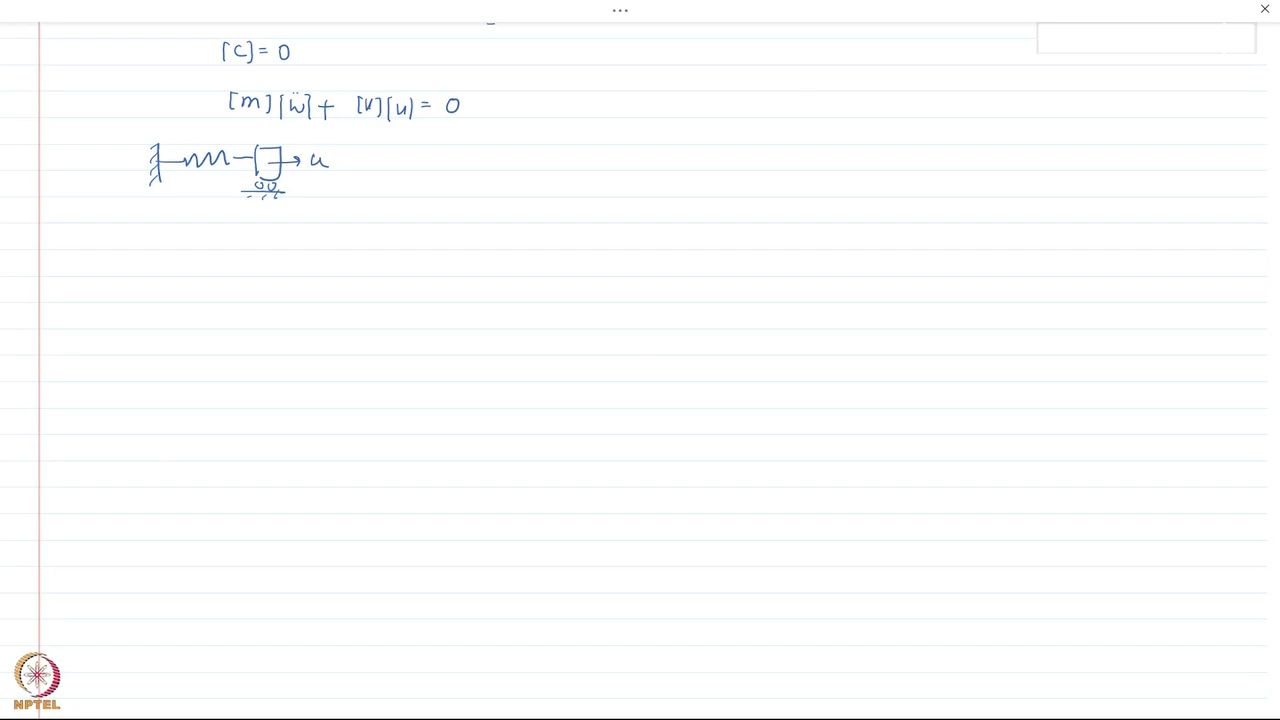 [C] = 0
[m][ü] + [k][u] = 0
u
NPTEL